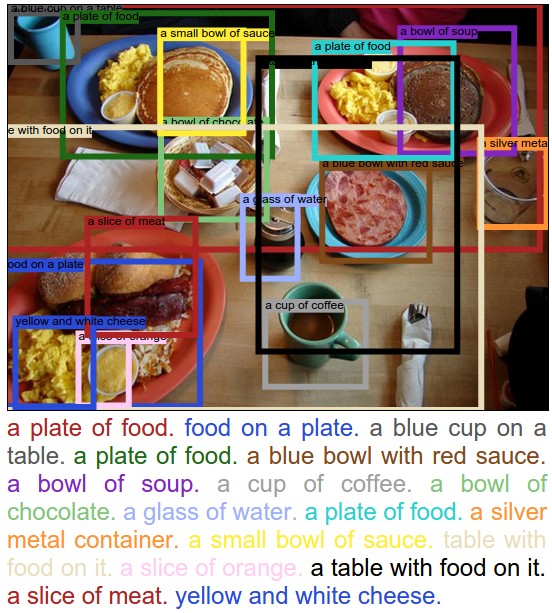 a blue cup on a table
a plate of food
a small bowl of sauce
a bowl of soup
a plate of food
a bowl of chocolate
e with food on it
a silver meta
a blue bowl with red sauce
a glass of water
a slice of meat
ood on a plate
a cup of coffee
yellow and white cheese
a slice of orange
a plate of food. food on a plate. a blue cup on a
table. a plate of food. a blue bowl with red sauce.
a bowl of soup. a cup of coffee. a bowl of
chocolate. a glass of water. a plate of food. a silver
metal container. a small bowl of sauce. table with
food on it. a slice of orange. a table with food on it.
a slice of meat. yellow and white cheese.